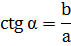 ctg α = b/a